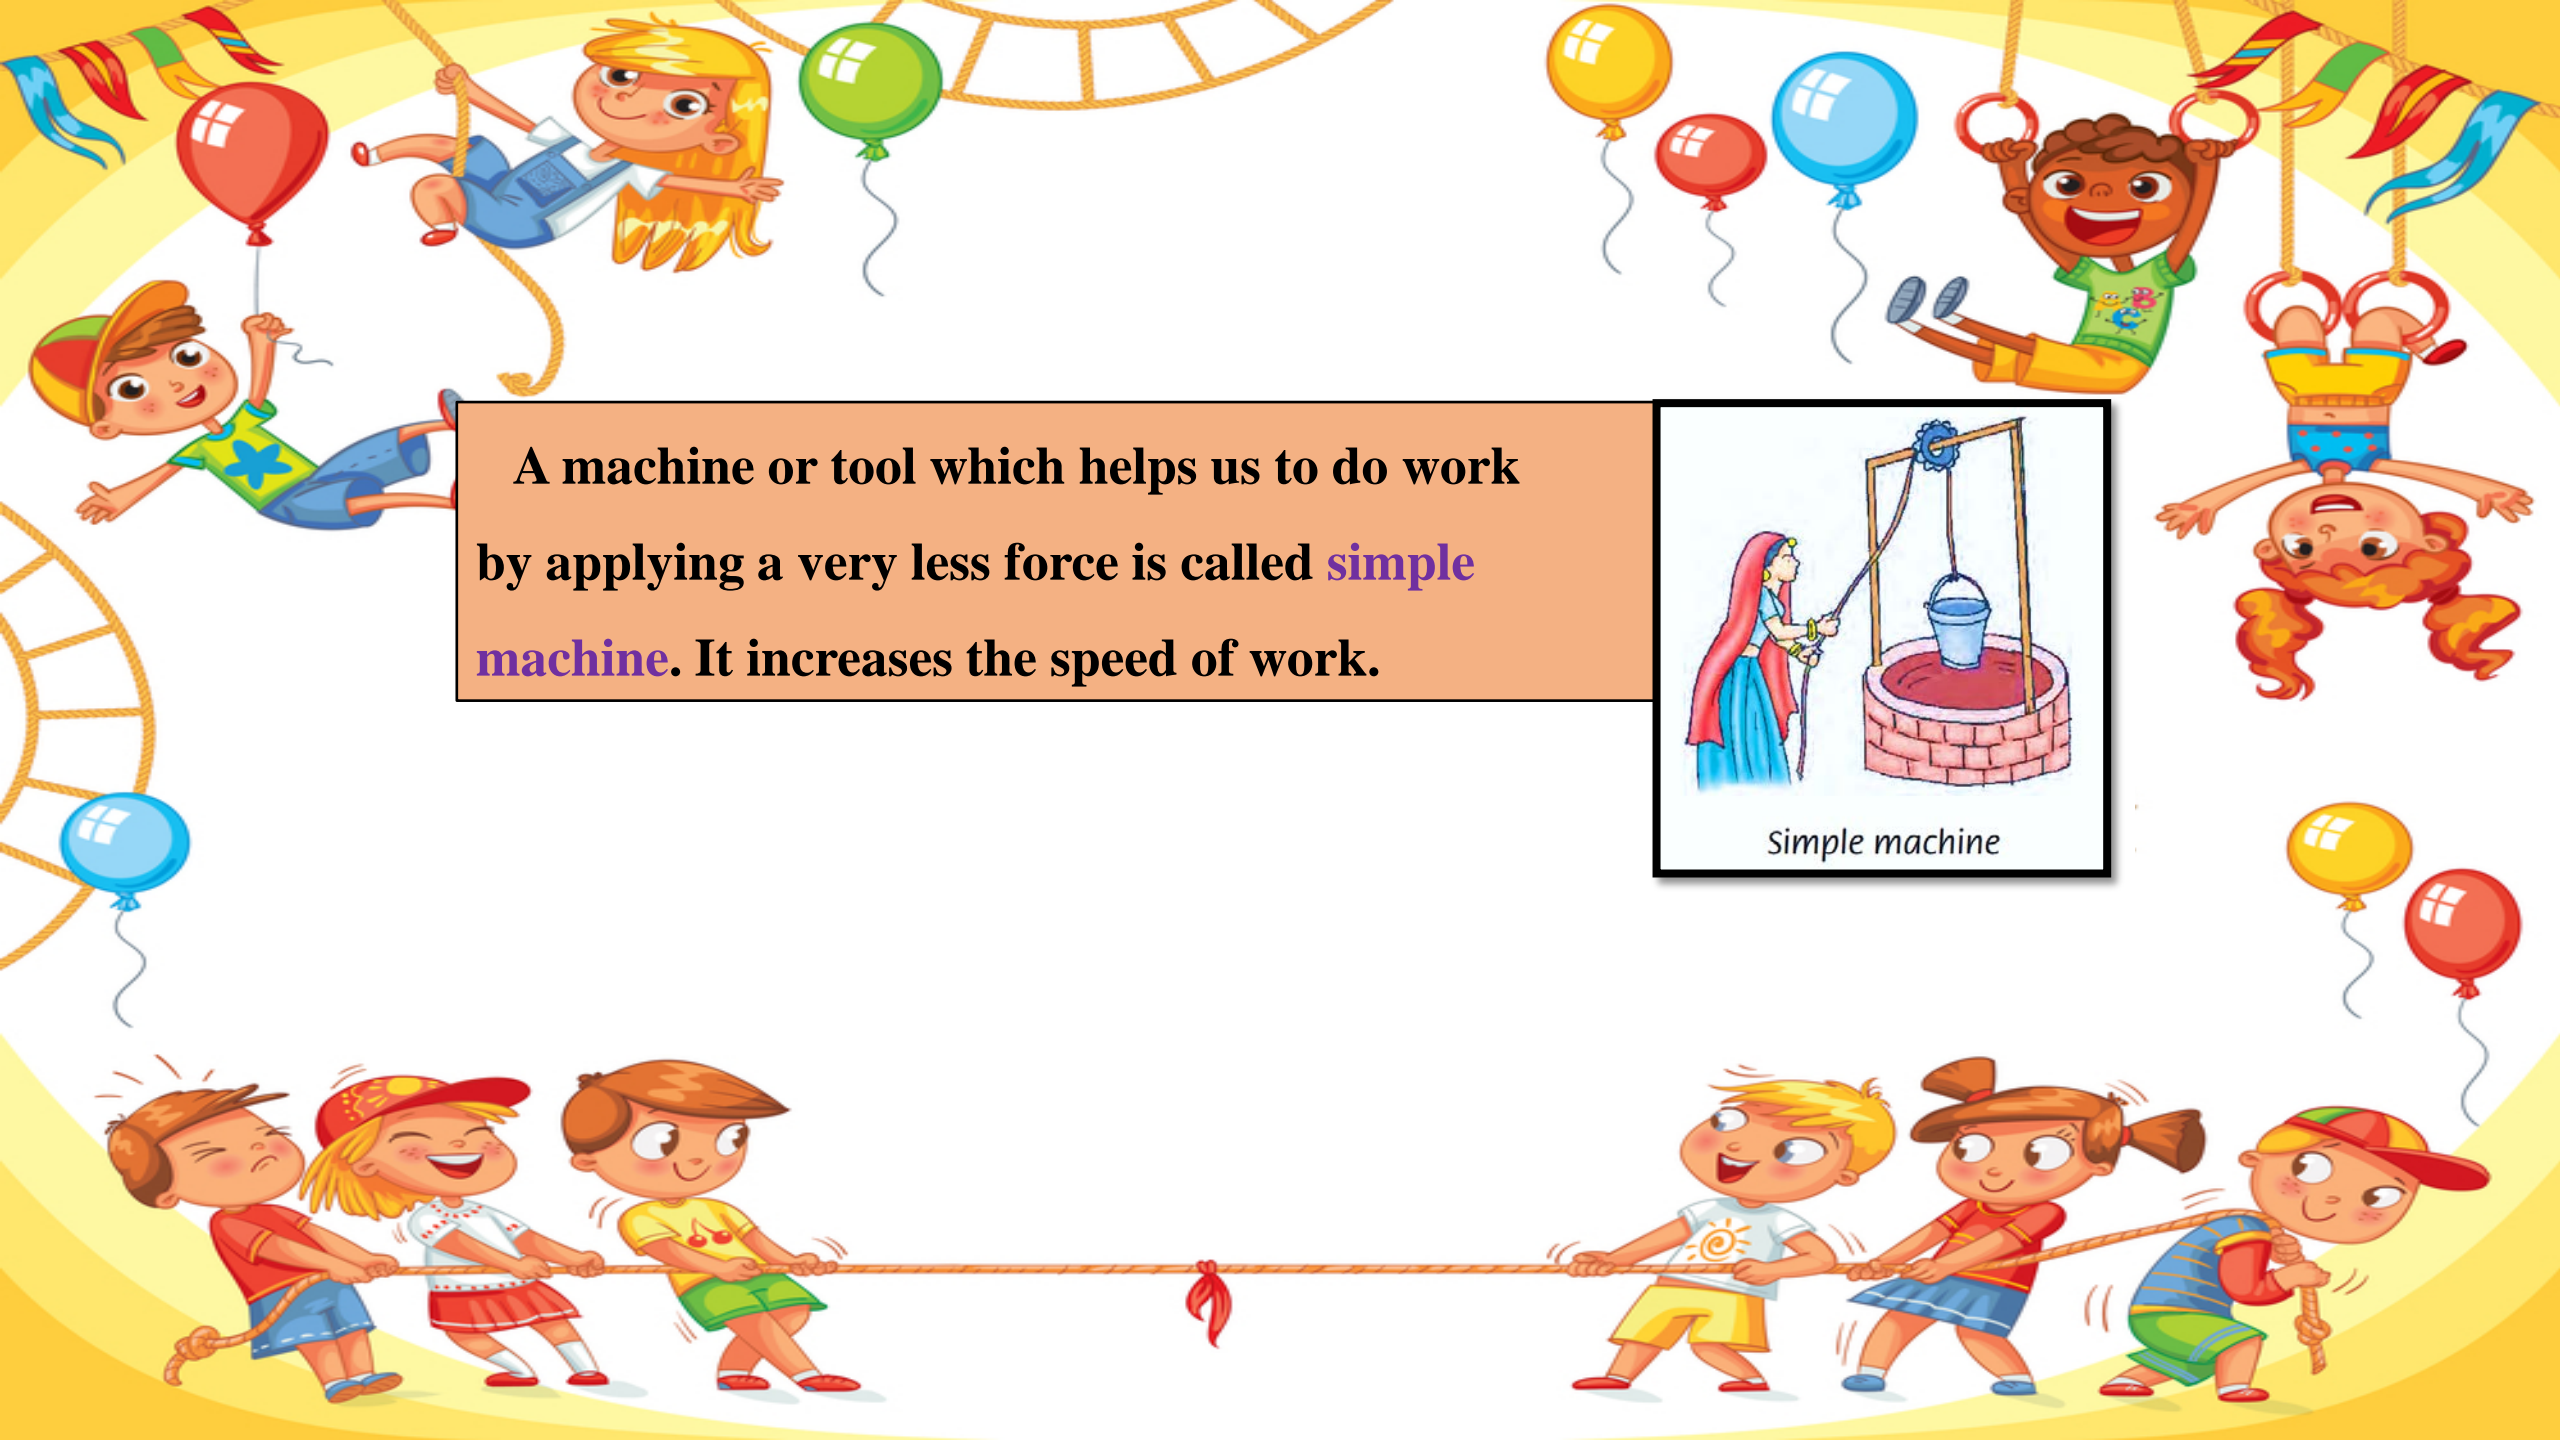 A machine or tool which helps us to do work
by applying a very less force is called simple
machine. It increases the speed of work.
Simple machine